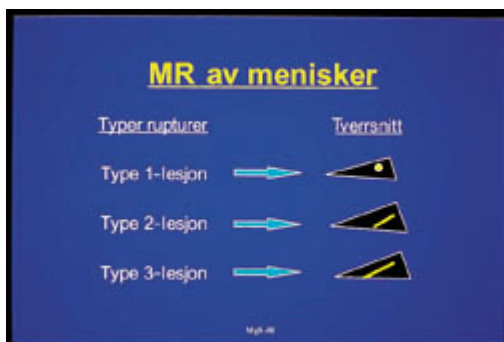 MR av menisker
Typer rupturer Tverrsnitt
Type 1-lesjon
Type 2-lesjon
Type 3-lesjon